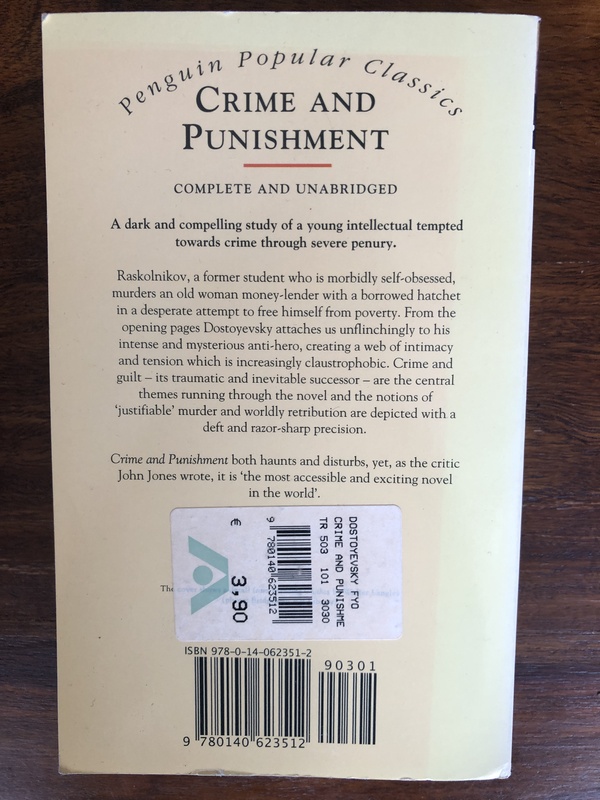 Penguin Popular Classics
CRIME AND
PUNISHMENT
COMPLETE AND UNABRIDGED
A dark and compelling study of a young intellectual tempted
towards crime through severe penury.
Raskolnikov, a former student who is morbidly self-obsessed,
murders an old woman money-lender with a borrowed hatchet
in a desperate attempt to free himself from poverty. From the
opening pages Dostoyevsky attaches us unflinchingly to his
intense and mysterious anti-hero, creating a web of intimacy
and tension which is increasingly claustrophobic. Crime and
guilt – its traumatic and inevitable successor – are the central
themes running through the novel and the notions of
‘justifiable’ murder and worldly retribution are depicted with a
deft and razor-sharp precision.
Crime and Punishment both haunts and disturbs, yet, as the critic
John Jones wrote, it is ‘the most accessible and exciting novel
in the world’.
DOSTOYEVSKY FYO
CRIME AND PUNISHME
TR 503 101 3030
9 780140 623512
€ 3,90
The
ISBN 978-0-14-062351-2
90301
9 780140 623512